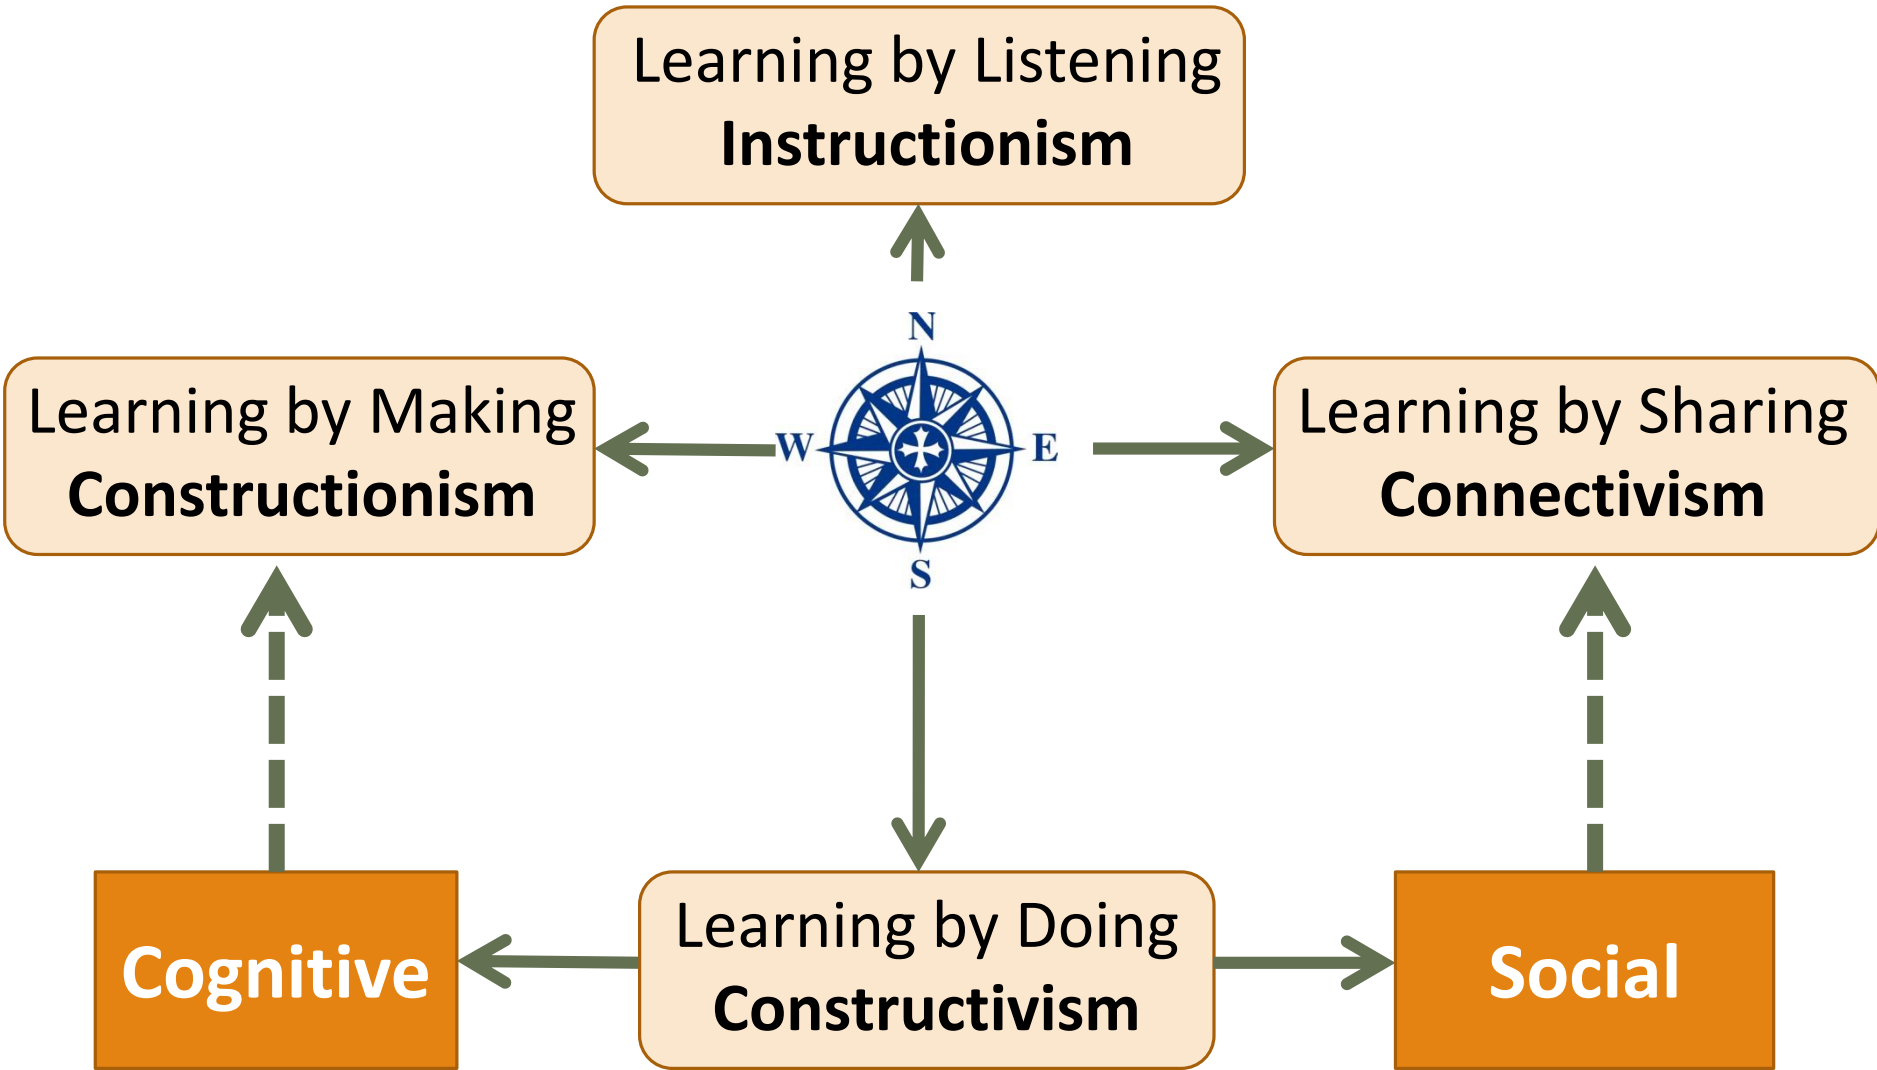 Learning by Listening
Instructionism
N
Learning by Making
Constructionism
W
E
Learning by Sharing
Connectivism
S
Cognitive
Learning by Doing
Constructivism
Social